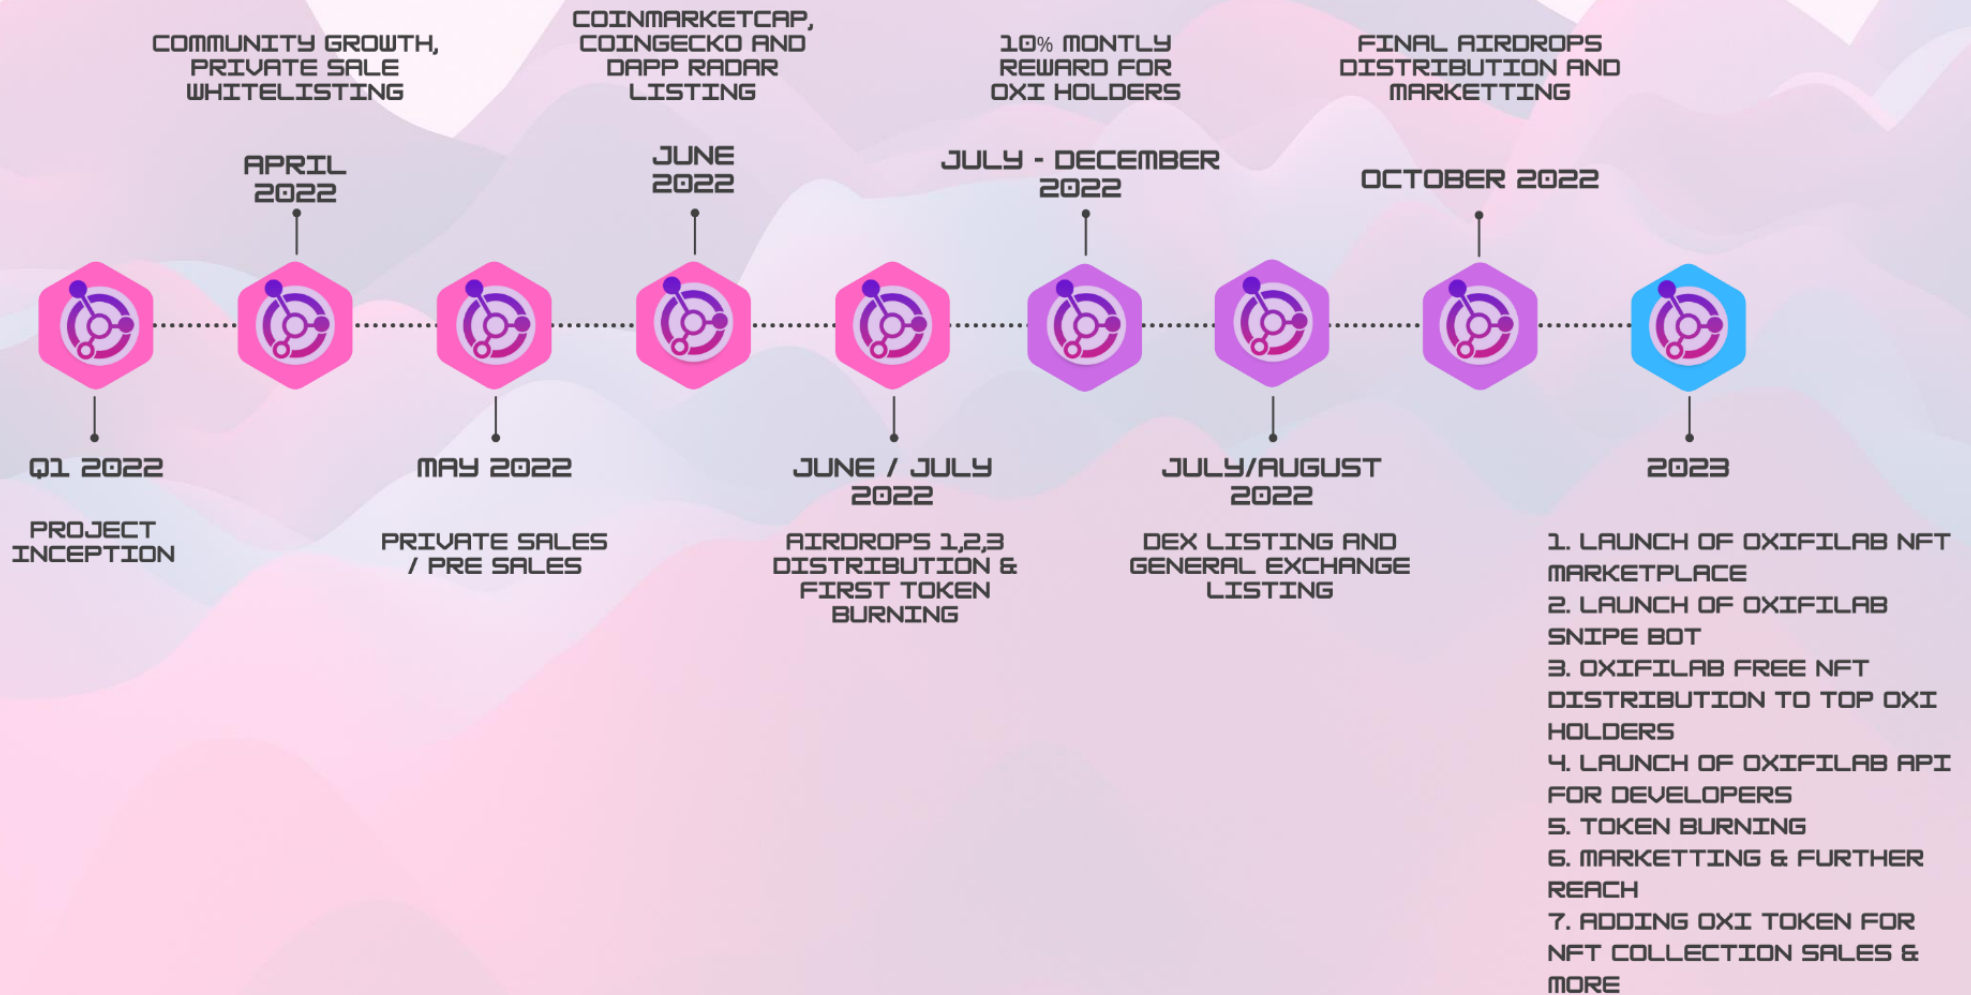 COMMUNITY GROWTH,
PRIVATE SALE
WHITELISTING
APRIL
2022
COINMARKETCAP,
COINGECKO AND
DAPP RADAR
LISTING
JUNE
2022
10% MONTLY
REWARD FOR
OXI HOLDERS
JULY - DECEMBER
2022
FINAL AIRDROPS
DISTRIBUTION AND
MARKETTING
OCTOBER 2022
Q1 2022
PROJECT
INCEPTION
MAY 2022
PRIVATE SALES
/ PRE SALES
JUNE / JULY
2022
AIRDROPS 1,2,3
DISTRIBUTION &
FIRST TOKEN
BURNING
JULY/AUGUST
2022
DEX LISTING AND
GENERAL EXCHANGE
LISTING
2023
1. LAUNCH OF OXIFILAB NFT
MARKETPLACE
2. LAUNCH OF OXIFILAB
SNIPE BOT
3. OXIFILAB FREE NFT
DISTRIBUTION TO TOP OXI
HOLDERS
4. LAUNCH OF OXIFILAB API
FOR DEVELOPERS
5. TOKEN BURNING
6. MARKETTING & FURTHER
REACH
7. ADDING OXI TOKEN FOR
NFT COLLECTION SALES &
MORE